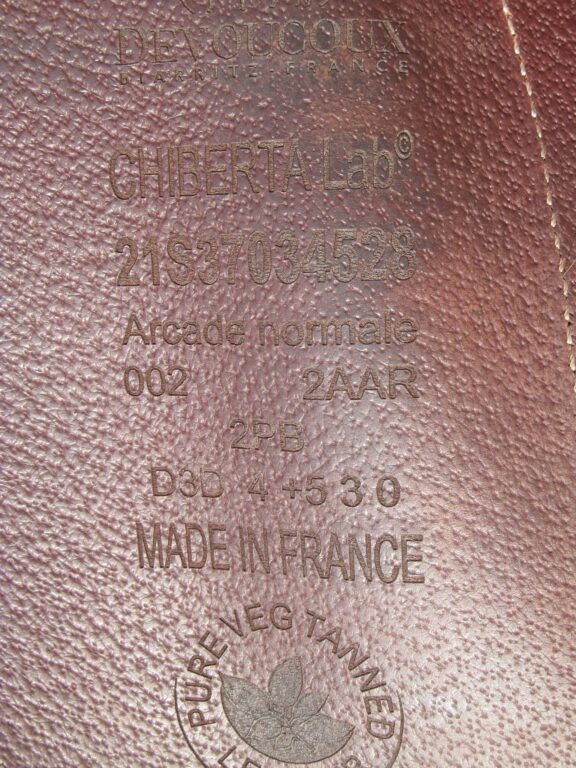 DEVOUCOUX
BIARRITZ-FRANCE
CHIBERTA Lab©
21S37034528
Arcade normale
002 2AAR
2PB
D3D 4 +5 3 0
MADE IN FRANCE
PURE VEG TANNED